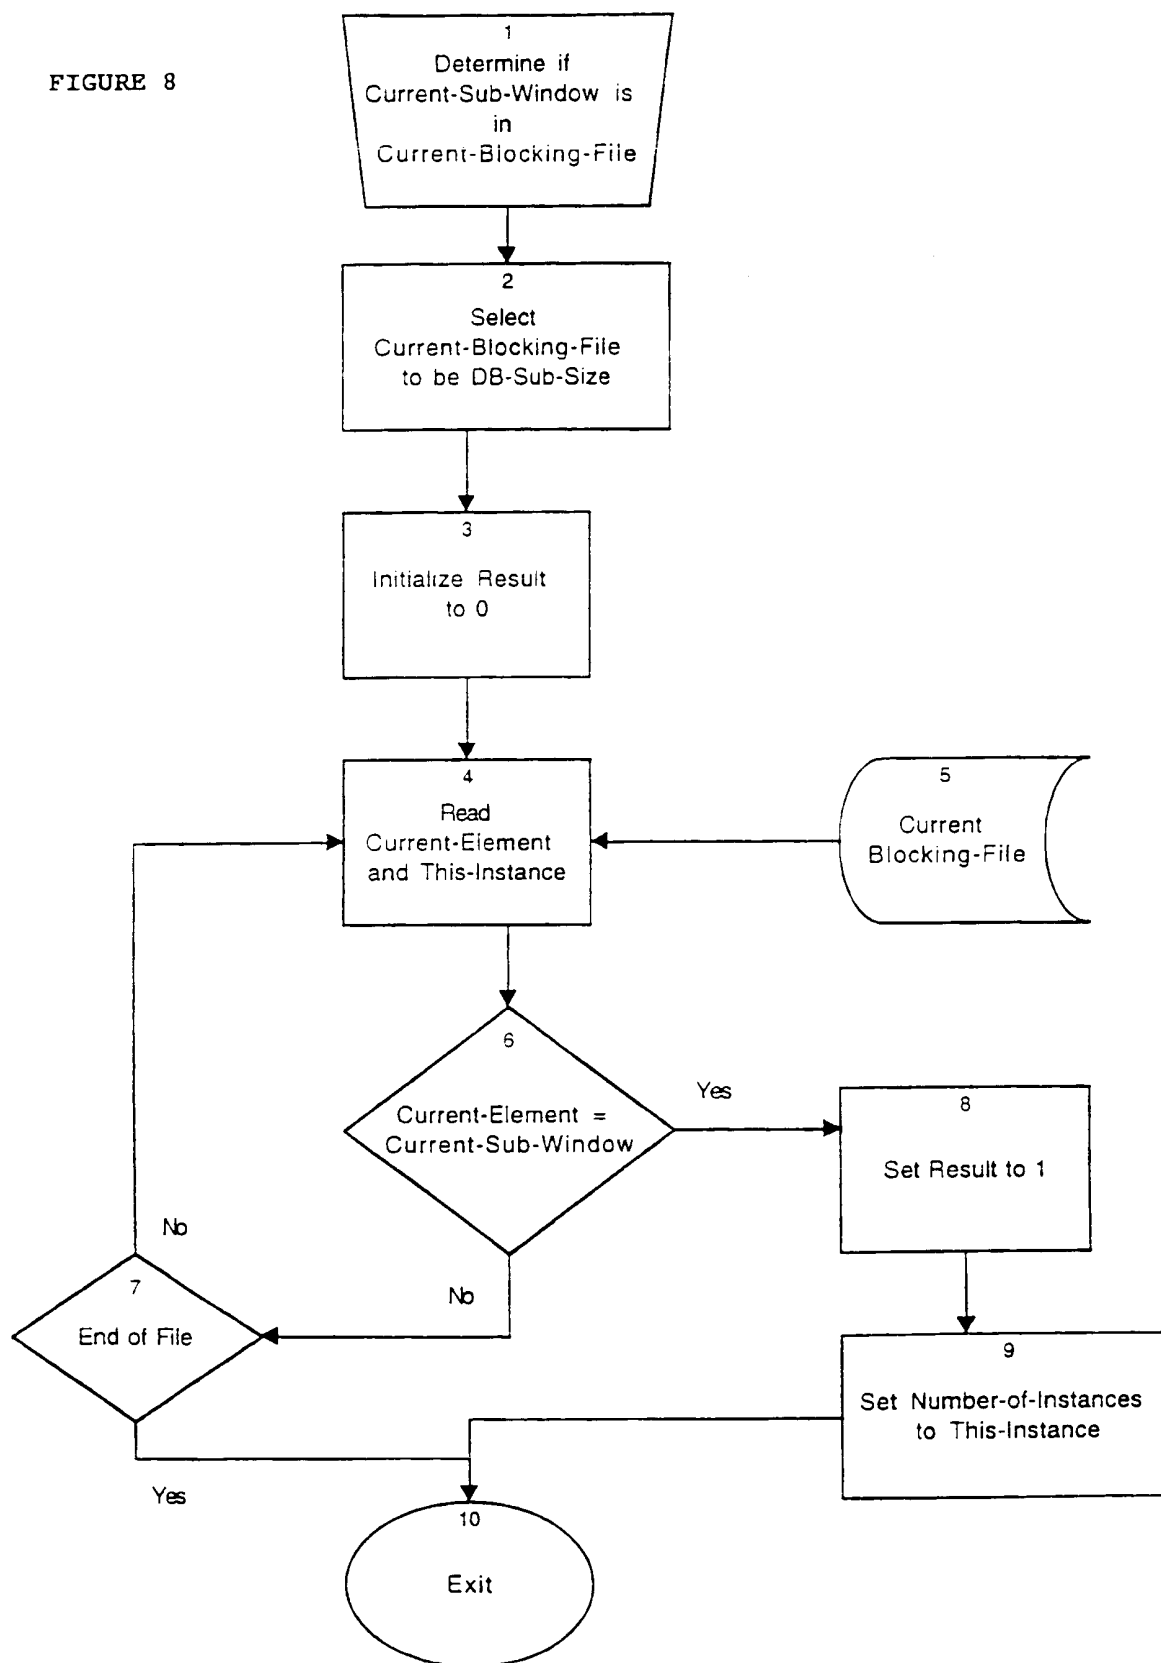 FIGURE 8
1
Determine if
Current-Sub-Window is
in
Current-Blocking-File
2
Select
Current-Blocking-File
to be DB-Sub-Size
3
Initialize Result
to 0
4
Read
Current-Element
and This-Instance
5
Current
Blocking-File
6
Current-Element =
Current-Sub-Window
Yes
8
Set Result to 1
No
No
7
End of File
9
Set Number-of-Instances
to This-Instance
Yes
10
Exit